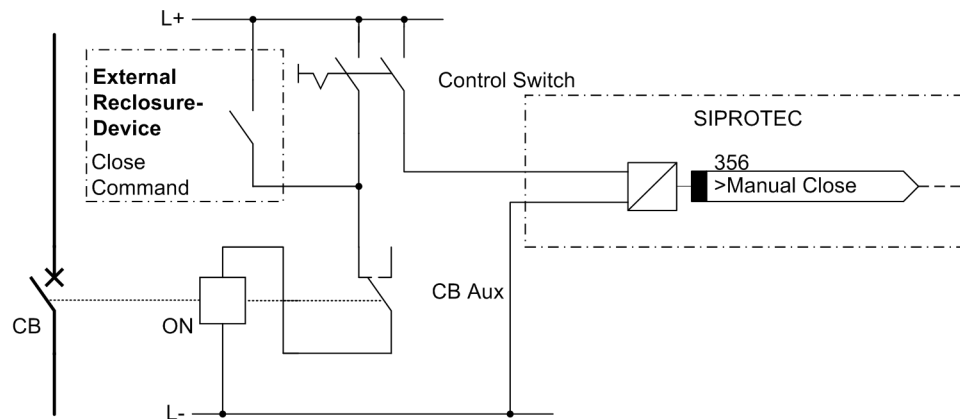 L+
External
Reclosure-
Device
Close
Command
Control Switch
SIPROTEC
356
>Manual Close
CB Aux
CB
ON
L-